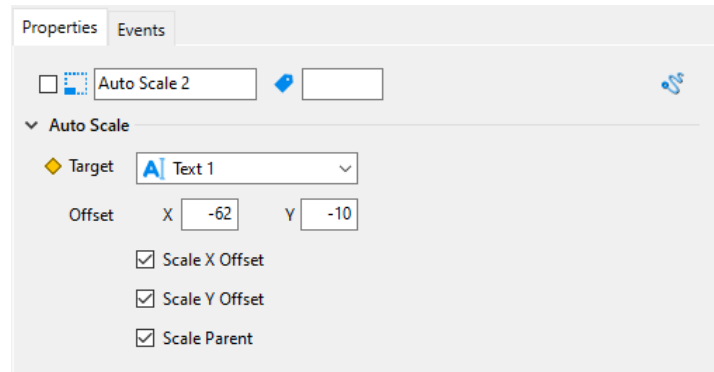 Properties Events
Auto Scale 2
Auto Scale
Target Text 1
Offset X -62 Y -10
Scale X Offset
Scale Y Offset
Scale Parent